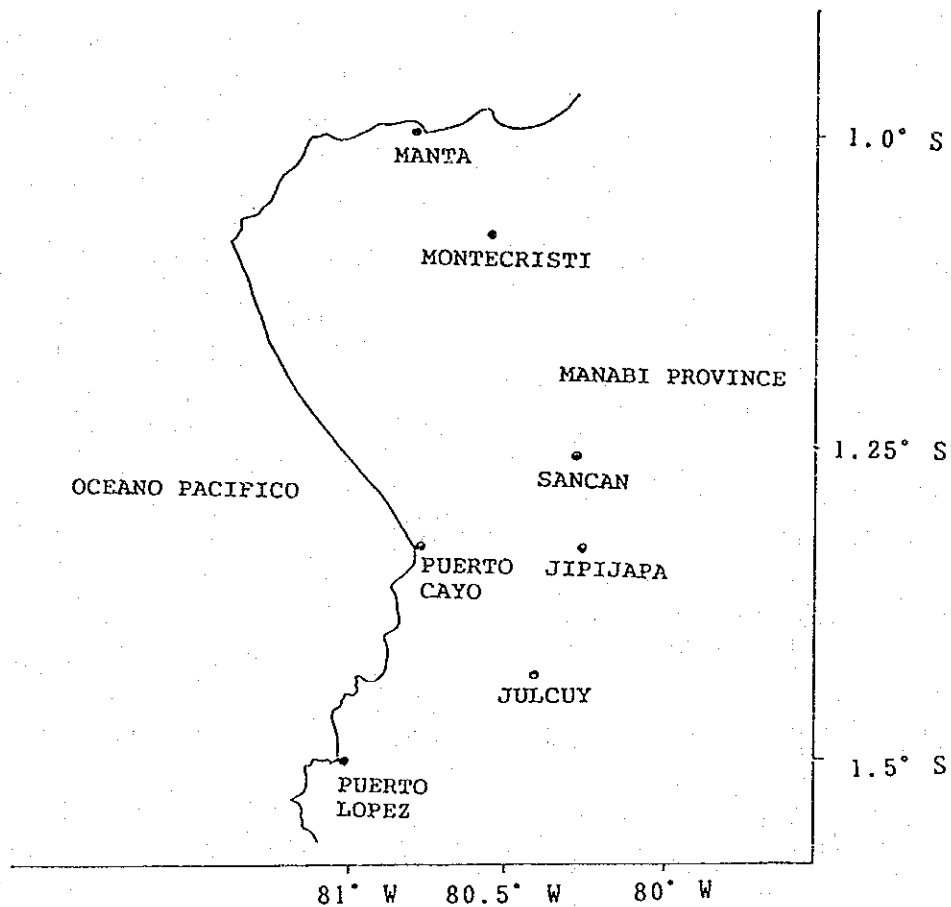 1.0° S
MANTA
MONTECRISTI
MANABI PROVINCE
1.25° S
SANCAN
OCEANO PACIFICO
PUERTO
CAYO
JIPIJAPA
JULCUY
1.5° S
PUERTO
LOPEZ
81° W 80.5° W 80° W